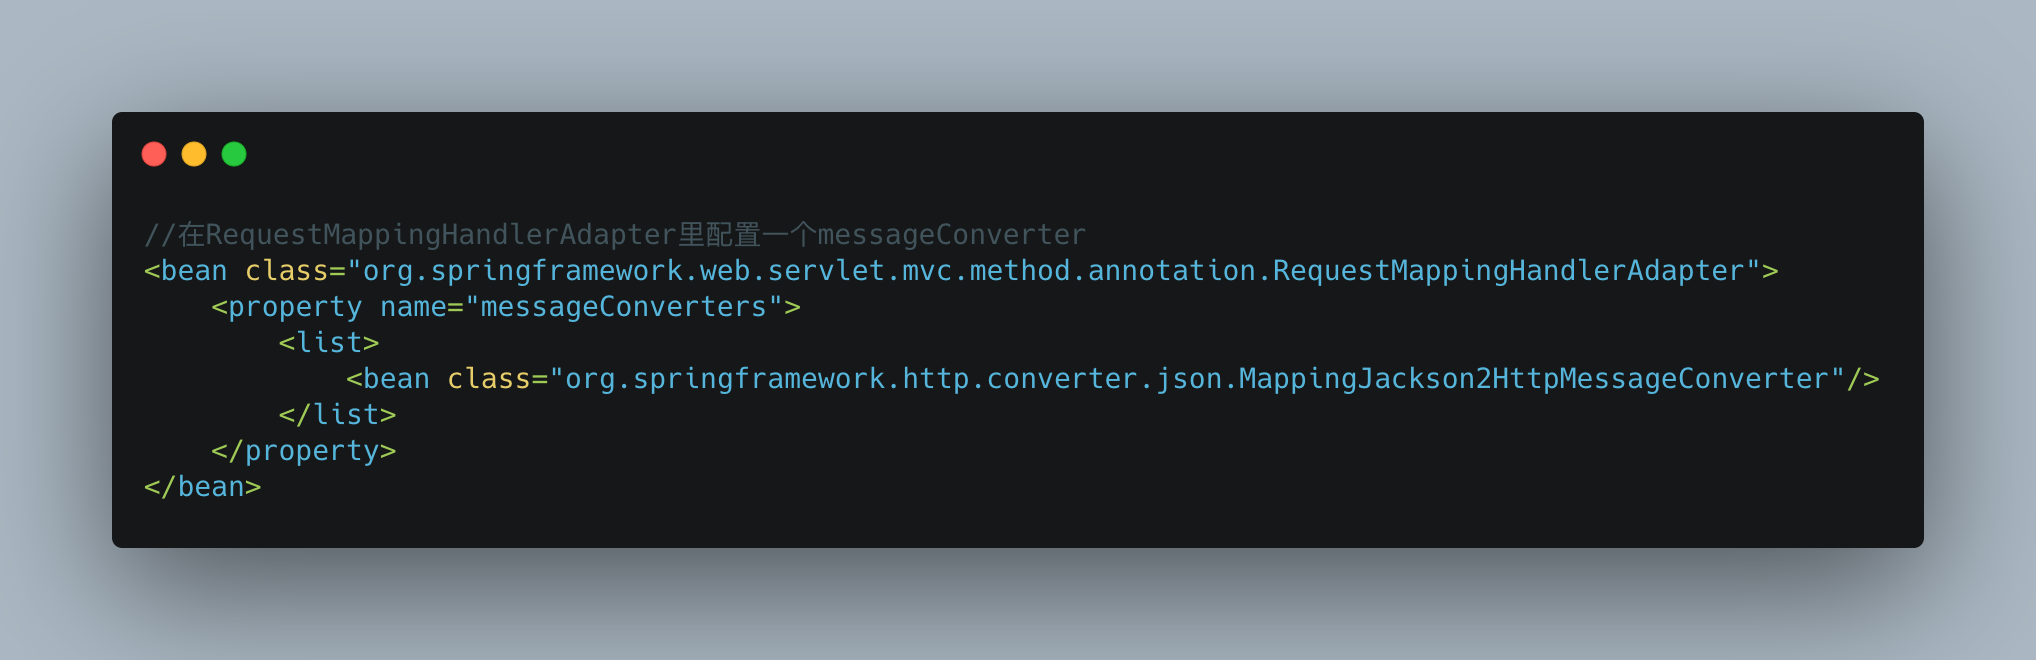 //在RequestMappingHandlerAdapter里配置一个messageConverter
<bean class="org.springframework.web.servlet.mvc.method.annotation.RequestMappingHandlerAdapter">
    <property name="messageConverters">
        <list>
            <bean class="org.springframework.http.converter.json.MappingJackson2HttpMessageConverter"/>
        </list>
    </property>
</bean>